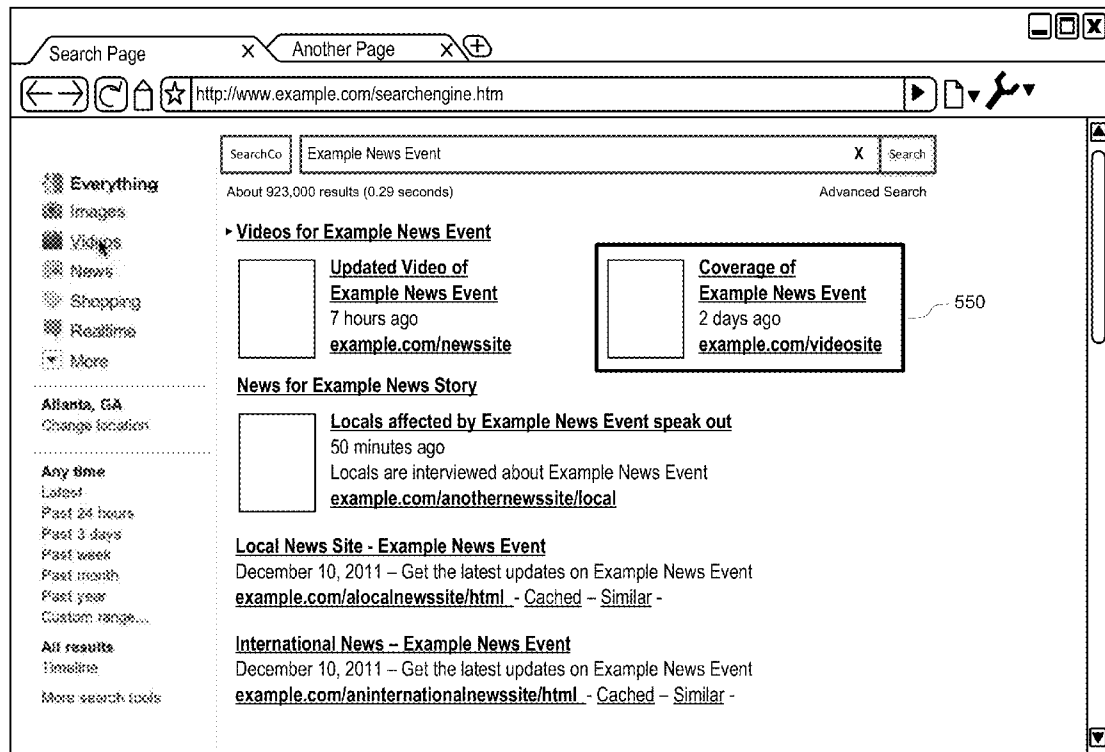 Search Page X Another Page X
http://www.example.com/searchengine.htm
SearchCo Example News Event X Search
About 923,000 results (0.29 seconds) Advanced Search
Everything
Images
Videos
News
Shopping
Realtime
More
Atlanta, GA
Change location
Any time
Latest
Past 24 hours
Past 3 days
Past week
Past month
Past year
Custom range...
All results
Timeline
More search tools
Videos for Example News Event
Updated Video of
Example News Event
7 hours ago
example.com/newssite
Coverage of
Example News Event
2 days ago
example.com/videosite
550
News for Example News Story
Locals affected by Example News Event speak out
50 minutes ago
Locals are interviewed about Example News Event
example.com/anothernewssite/local
Local News Site - Example News Event
December 10, 2011 – Get the latest updates on Example News Event
example.com/alocalnewssite/html - Cached – Similar -
International News – Example News Event
December 10, 2011 – Get the latest updates on Example News Event
example.com/aninternationalnewssite/html - Cached – Similar -